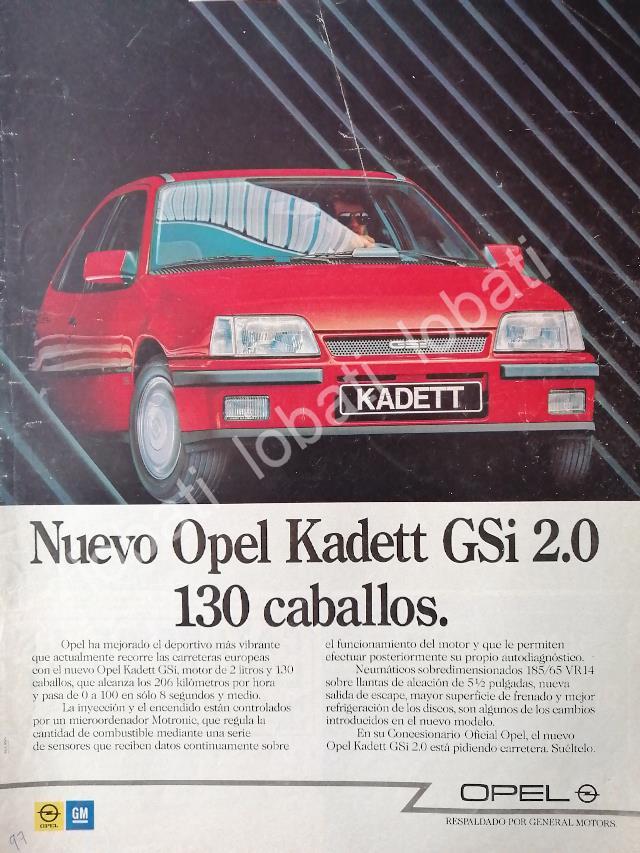 GSi
KADETT
lobati lobati lobati
Nuevo Opel Kadett GSi 2.0
130 caballos.
Opel ha mejorado el deportivo más vibrante
que actualmente recorre las carreteras europeas
con el nuevo Opel Kadett GSi, motor de 2 litros y 130
caballos, que alcanza los 206 kilómetros por hora
y pasa de 0 a 100 en sólo 8 segundos y medio.
La inyección y el encendido están controlados
por un microordenador Motronic, que regula la
cantidad de combustible mediante una serie
de sensores que reciben datos continuamente sobre
el funcionamiento del motor y que le permiten
efectuar posteriormente su propio autodiagnóstico.
Neumáticos sobredimensionados 185/65 VR14
sobre llantas de aleación de 5½ pulgadas, nueva
salida de escape, mayor superficie de frenado y mejor
refrigeración de los discos, son algunos de los cambios
introducidos en el nuevo modelo.
En su Concesionario Oficial Opel, el nuevo
Opel Kadett GSi 2.0 está pidiendo carretera. Suéltelo.
OPEL
GM
OPEL
RESPALDADO POR GENERAL MOTORS.
97